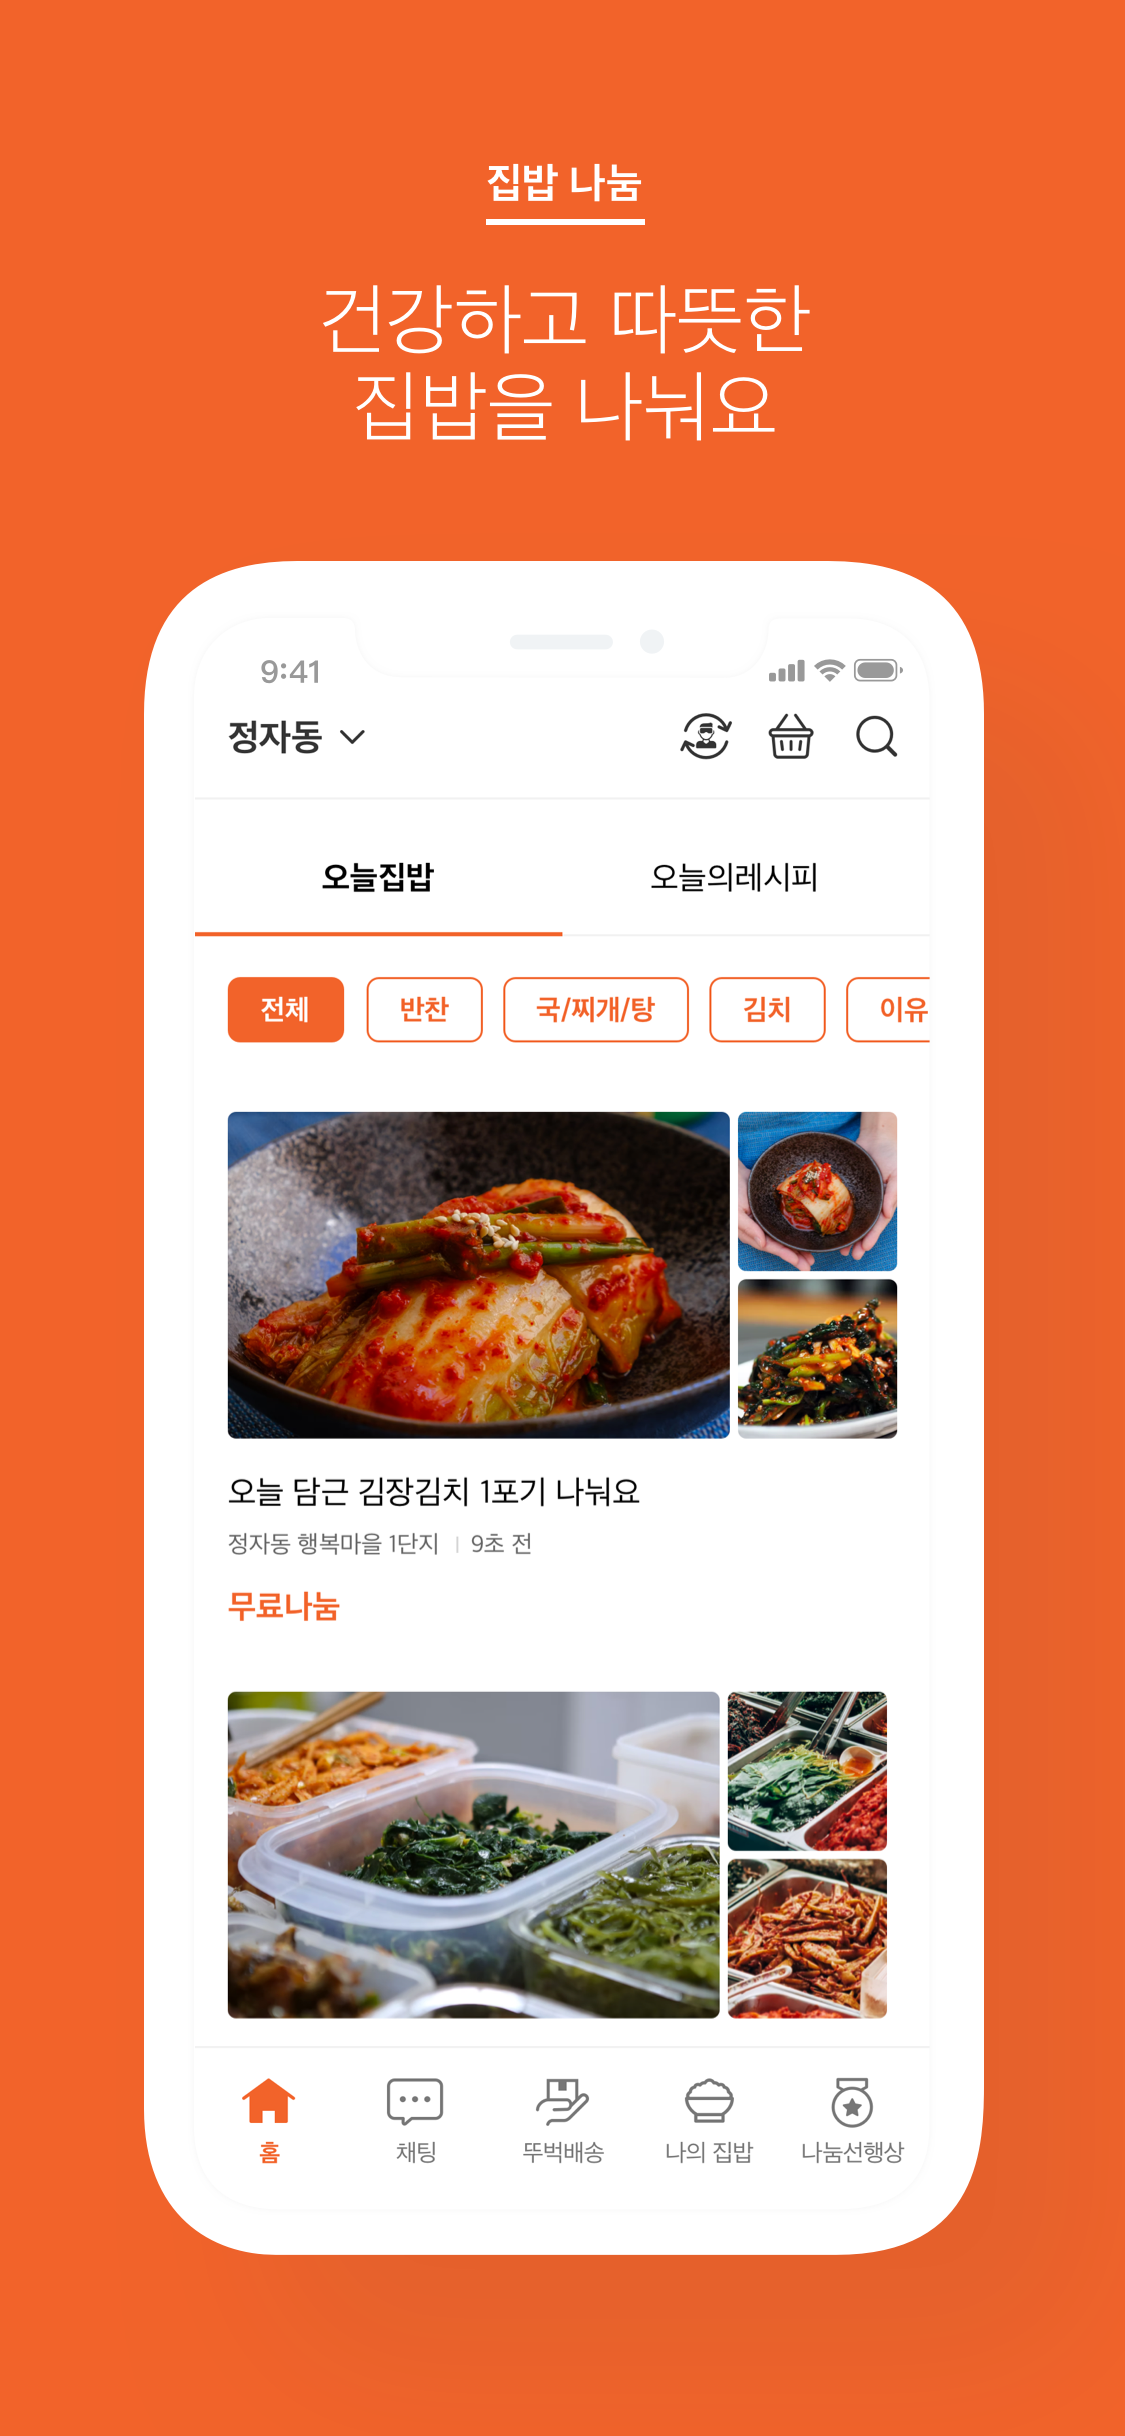 집밥 나눔
건강하고 따뜻한
집밥을 나눠요
9:41
정자동
오늘집밥 오늘의레시피
전체 반찬 국/찌개/탕 김치 이유
오늘 담근 김장김치 1포기 나눠요
정자동 행복마을 1단지 | 9초 전
무료나눔
홈 채팅 뚜벅배송 나의 집밥 나눔선행상